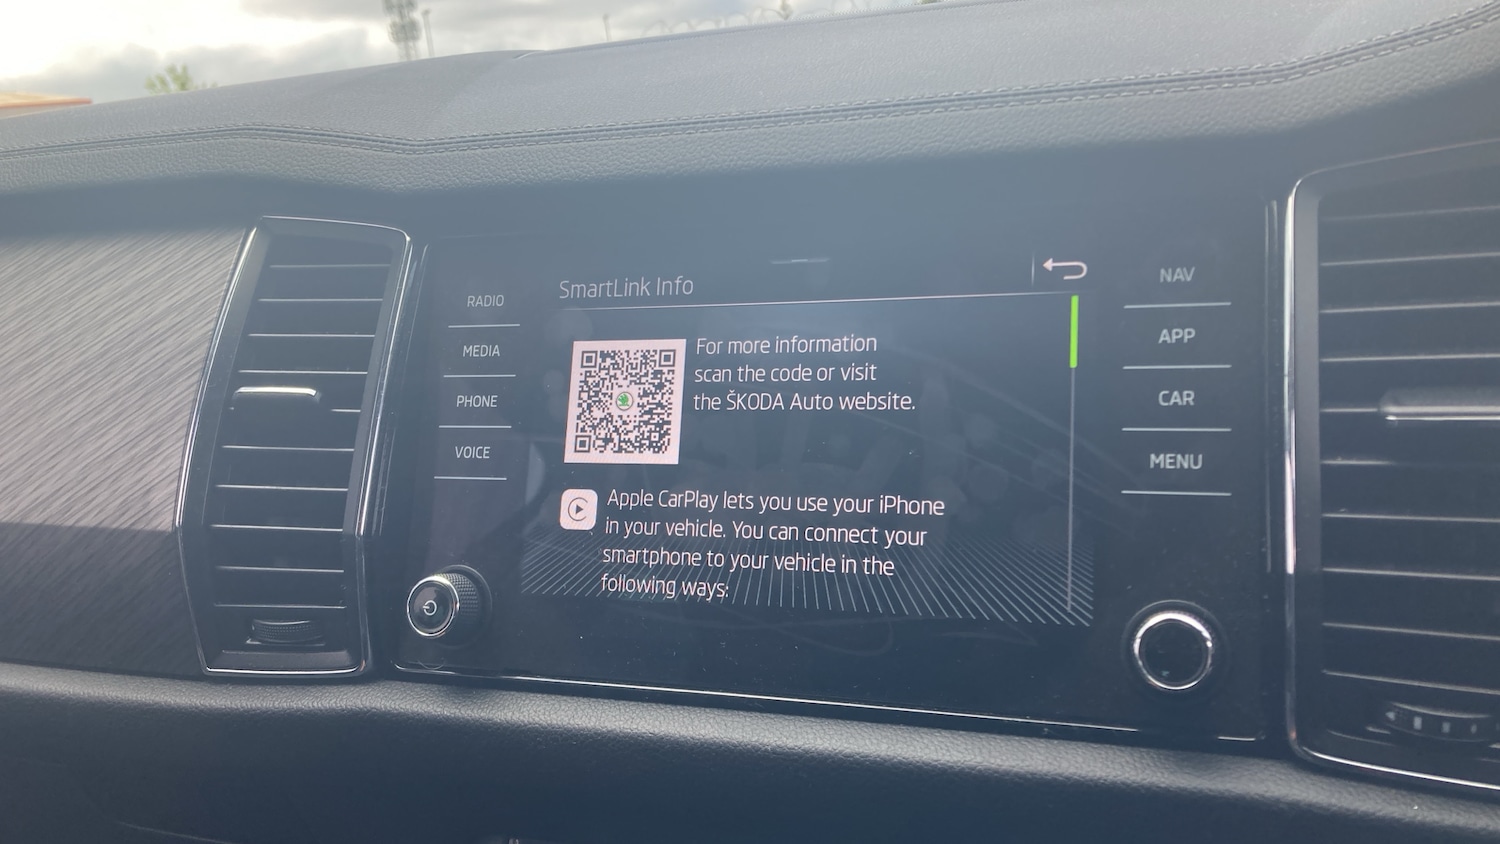 SmartLink Info
RADIO
MEDIA
PHONE
VOICE
For more information
scan the code or visit
the ŠKODA Auto website.
Apple CarPlay lets you use your iPhone
in your vehicle. You can connect your
smartphone to your vehicle in the
following ways:
NAV
APP
CAR
MENU